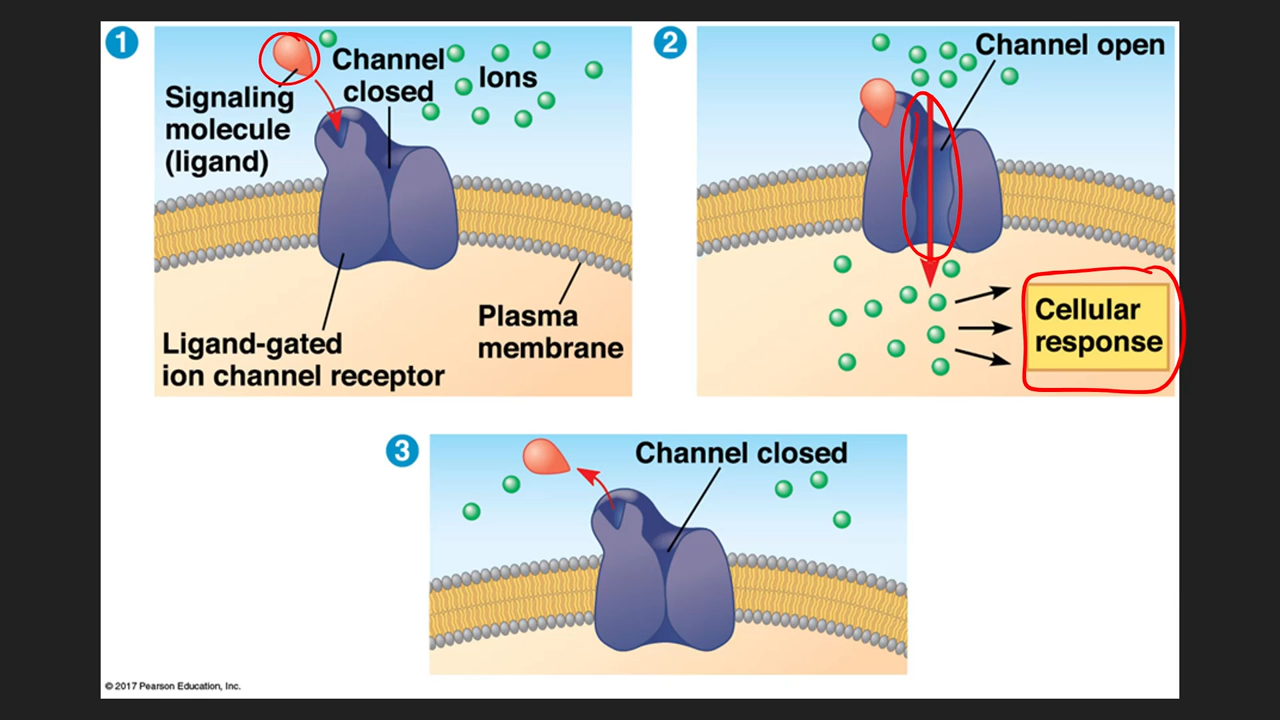 1
Signaling
molecule
(ligand)
Channel
closed
Ions
Ligand-gated
ion channel receptor
Plasma
membrane
2
Channel open
Cellular
response
3
Channel closed
© 2017 Pearson Education, Inc.